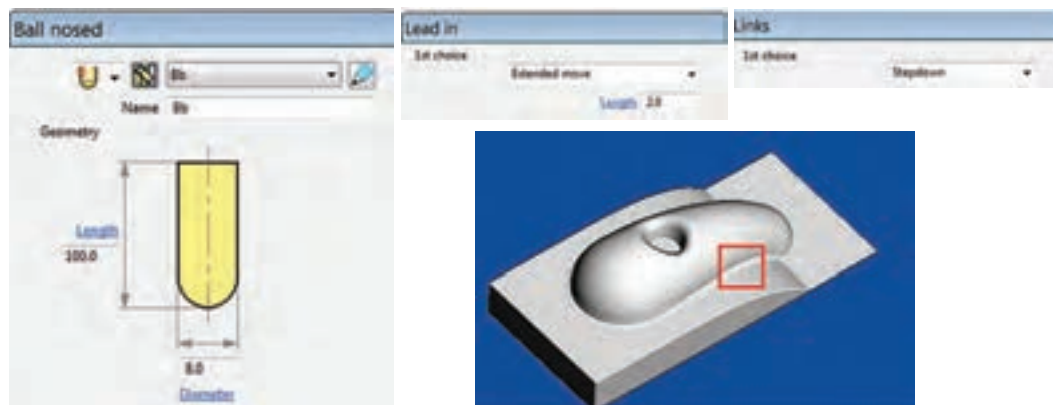 Ball nosed
Name
Geometry
Length
100.0
8.0
Diameter
Lead in
1st choice
Extended move
Length 2.0
Links
1st choice
Stepdown